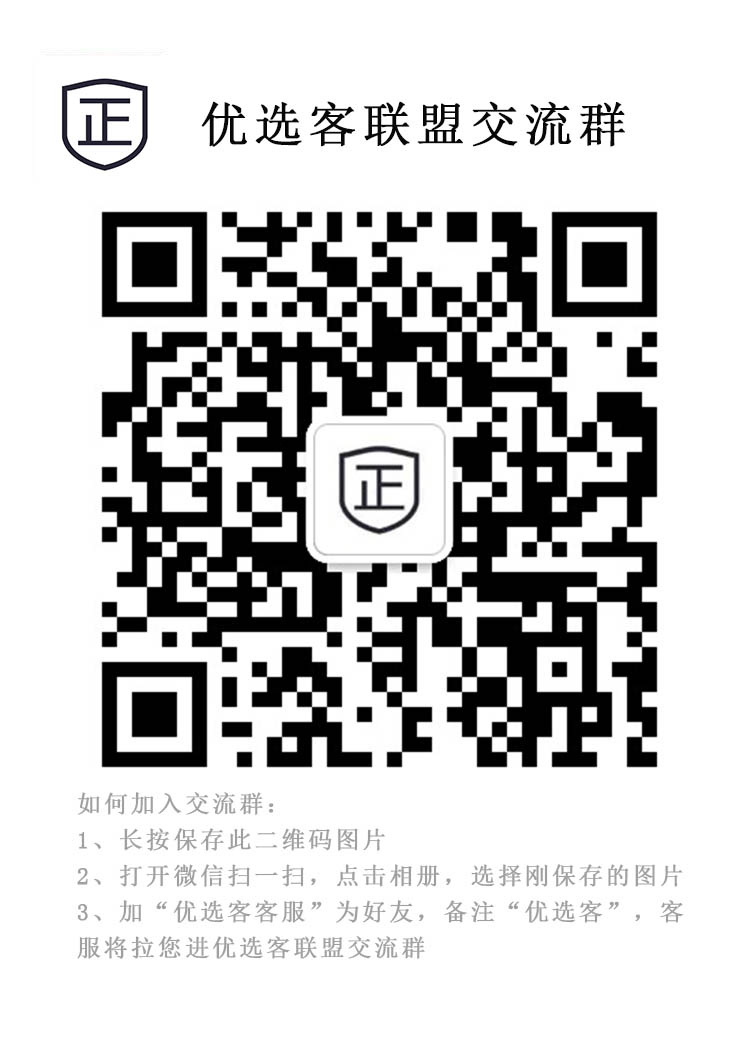 正
优选客联盟交流群
正
如何加入交流群：
1、长按保存此二维码图片
2、打开微信扫一扫，点击相册，选择刚保存的图片
3、加“优选客客服”为好友，备注“优选客”，客
服将拉您进优选客联盟交流群